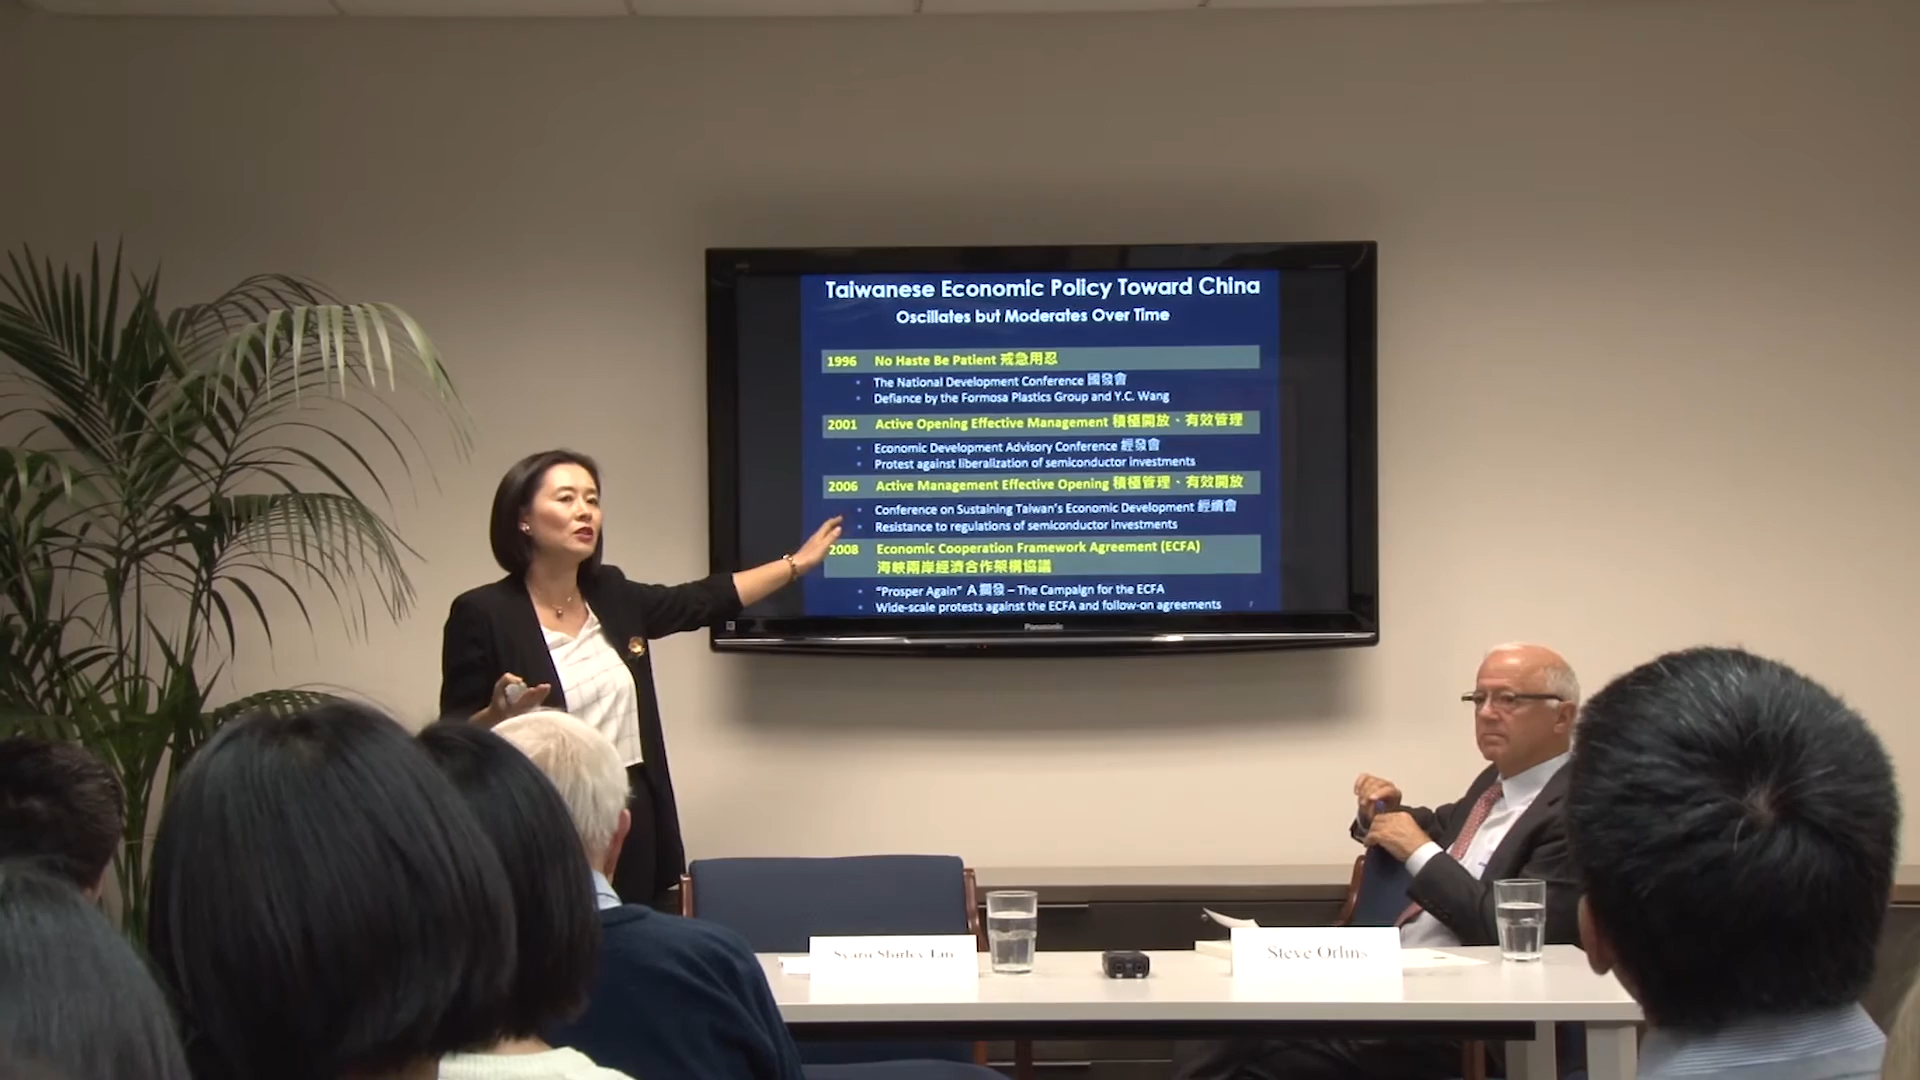 Taiwanese Economic Policy Toward China
Oscillates but Moderates Over Time
1996 No Haste Be Patient 戒急用忍
• The National Development Conference 國發會
• Defiance by the Formosa Plastics Group and Y.C. Wang
2001 Active Opening Effective Management 積極開放、有效管理
• Economic Development Advisory Conference 經發會
• Protest against liberalization of semiconductor investments
2006 Active Management Effective Opening 積極管理、有效開放
• Conference on Sustaining Taiwan's Economic Development 經續會
• Resistance to regulations of semiconductor investments
2008 Economic Cooperation Framework Agreement (ECFA)
海峽兩岸經濟合作架構協議
• "Prosper Again" A 擱發 – The Campaign for the ECFA
• Wide-scale protests against the ECFA and follow-on agreements
7
Panasonic
Syaru Shirley Lin
Steve Orlins